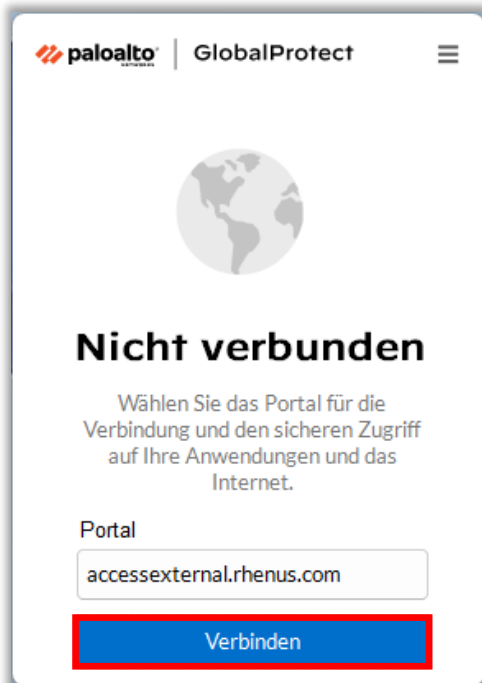 paloalto GlobalProtect
Nicht verbunden
Wählen Sie das Portal für die
Verbindung und den sicheren Zugriff
auf Ihre Anwendungen und das
Internet.
Portal
accessexternal.rhenus.com
Verbinden